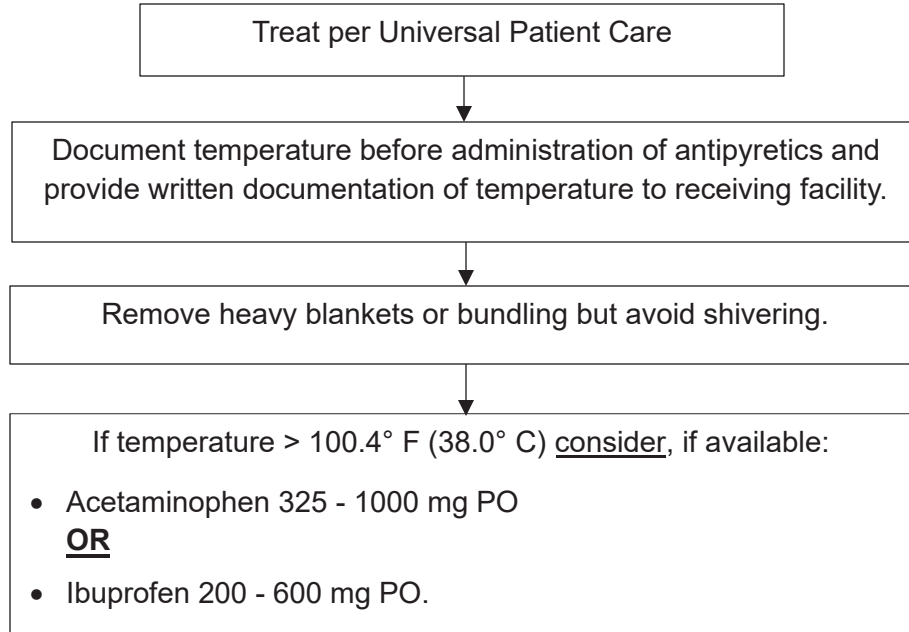 Treat per Universal Patient Care
Document temperature before administration of antipyretics and
provide written documentation of temperature to receiving facility.
Remove heavy blankets or bundling but avoid shivering.
If temperature > 100.4° F (38.0° C) consider, if available:
• Acetaminophen 325 - 1000 mg PO
OR
• Ibuprofen 200 - 600 mg PO.